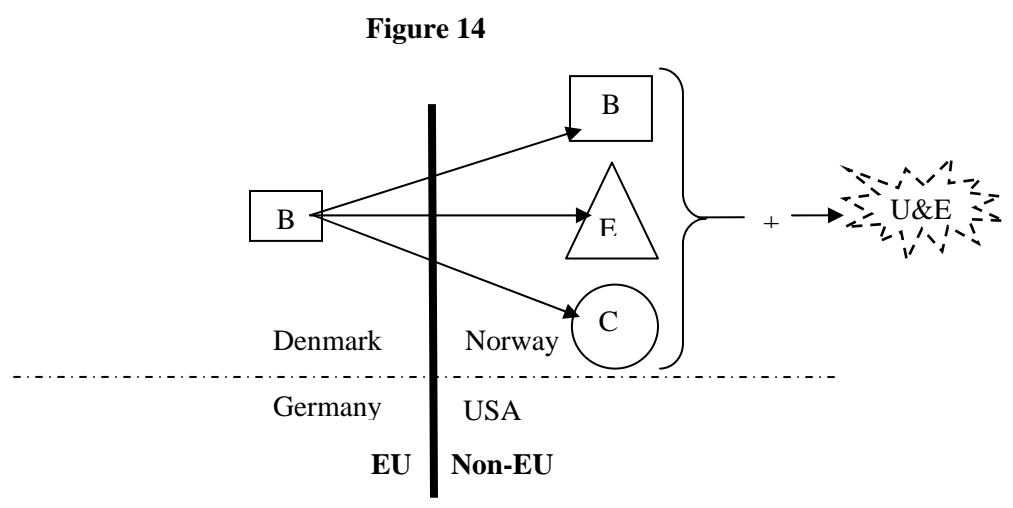 Figure 14
B
B
E
C
+
U&E
Denmark
Norway
Germany
USA
EU
Non-EU